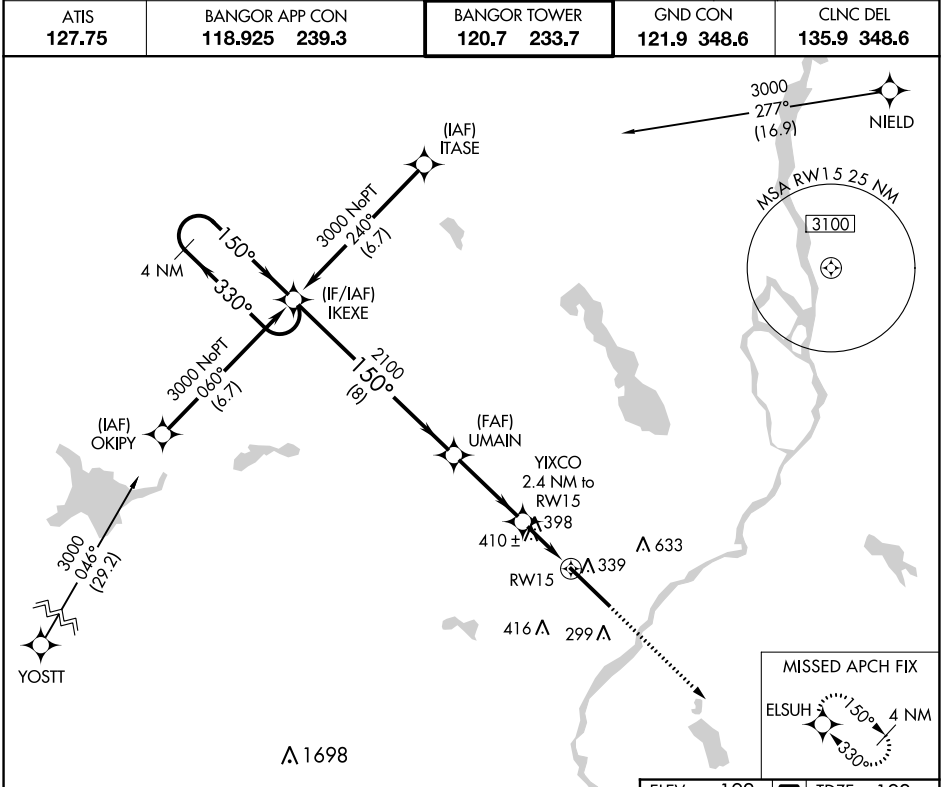 ATIS
127.75
BANGOR APP CON
118.925 239.3
BANGOR TOWER
120.7 233.7
GND CON
121.9 348.6
CLNC DEL
135.9 348.6
3000
277°
(16.9)
NIELD
(IAF)
ITASE
MSA RW15 25 NM
3100
3000 NoPT
240°
(6.7)
150°
4 NM
330°
(IF/IAF)
IKEXE
3000 NoPT
060°
(6.7)
2100
150°
(8)
(IAF)
OKIPY
(FAF)
UMAIN
YIXCO
2.4 NM to
RW15
398
410 ±
633
339
RW15
3000
046°
(29.2)
416
299
YOSTT
MISSED APCH FIX
ELSUH
150°
4 NM
330°
1698